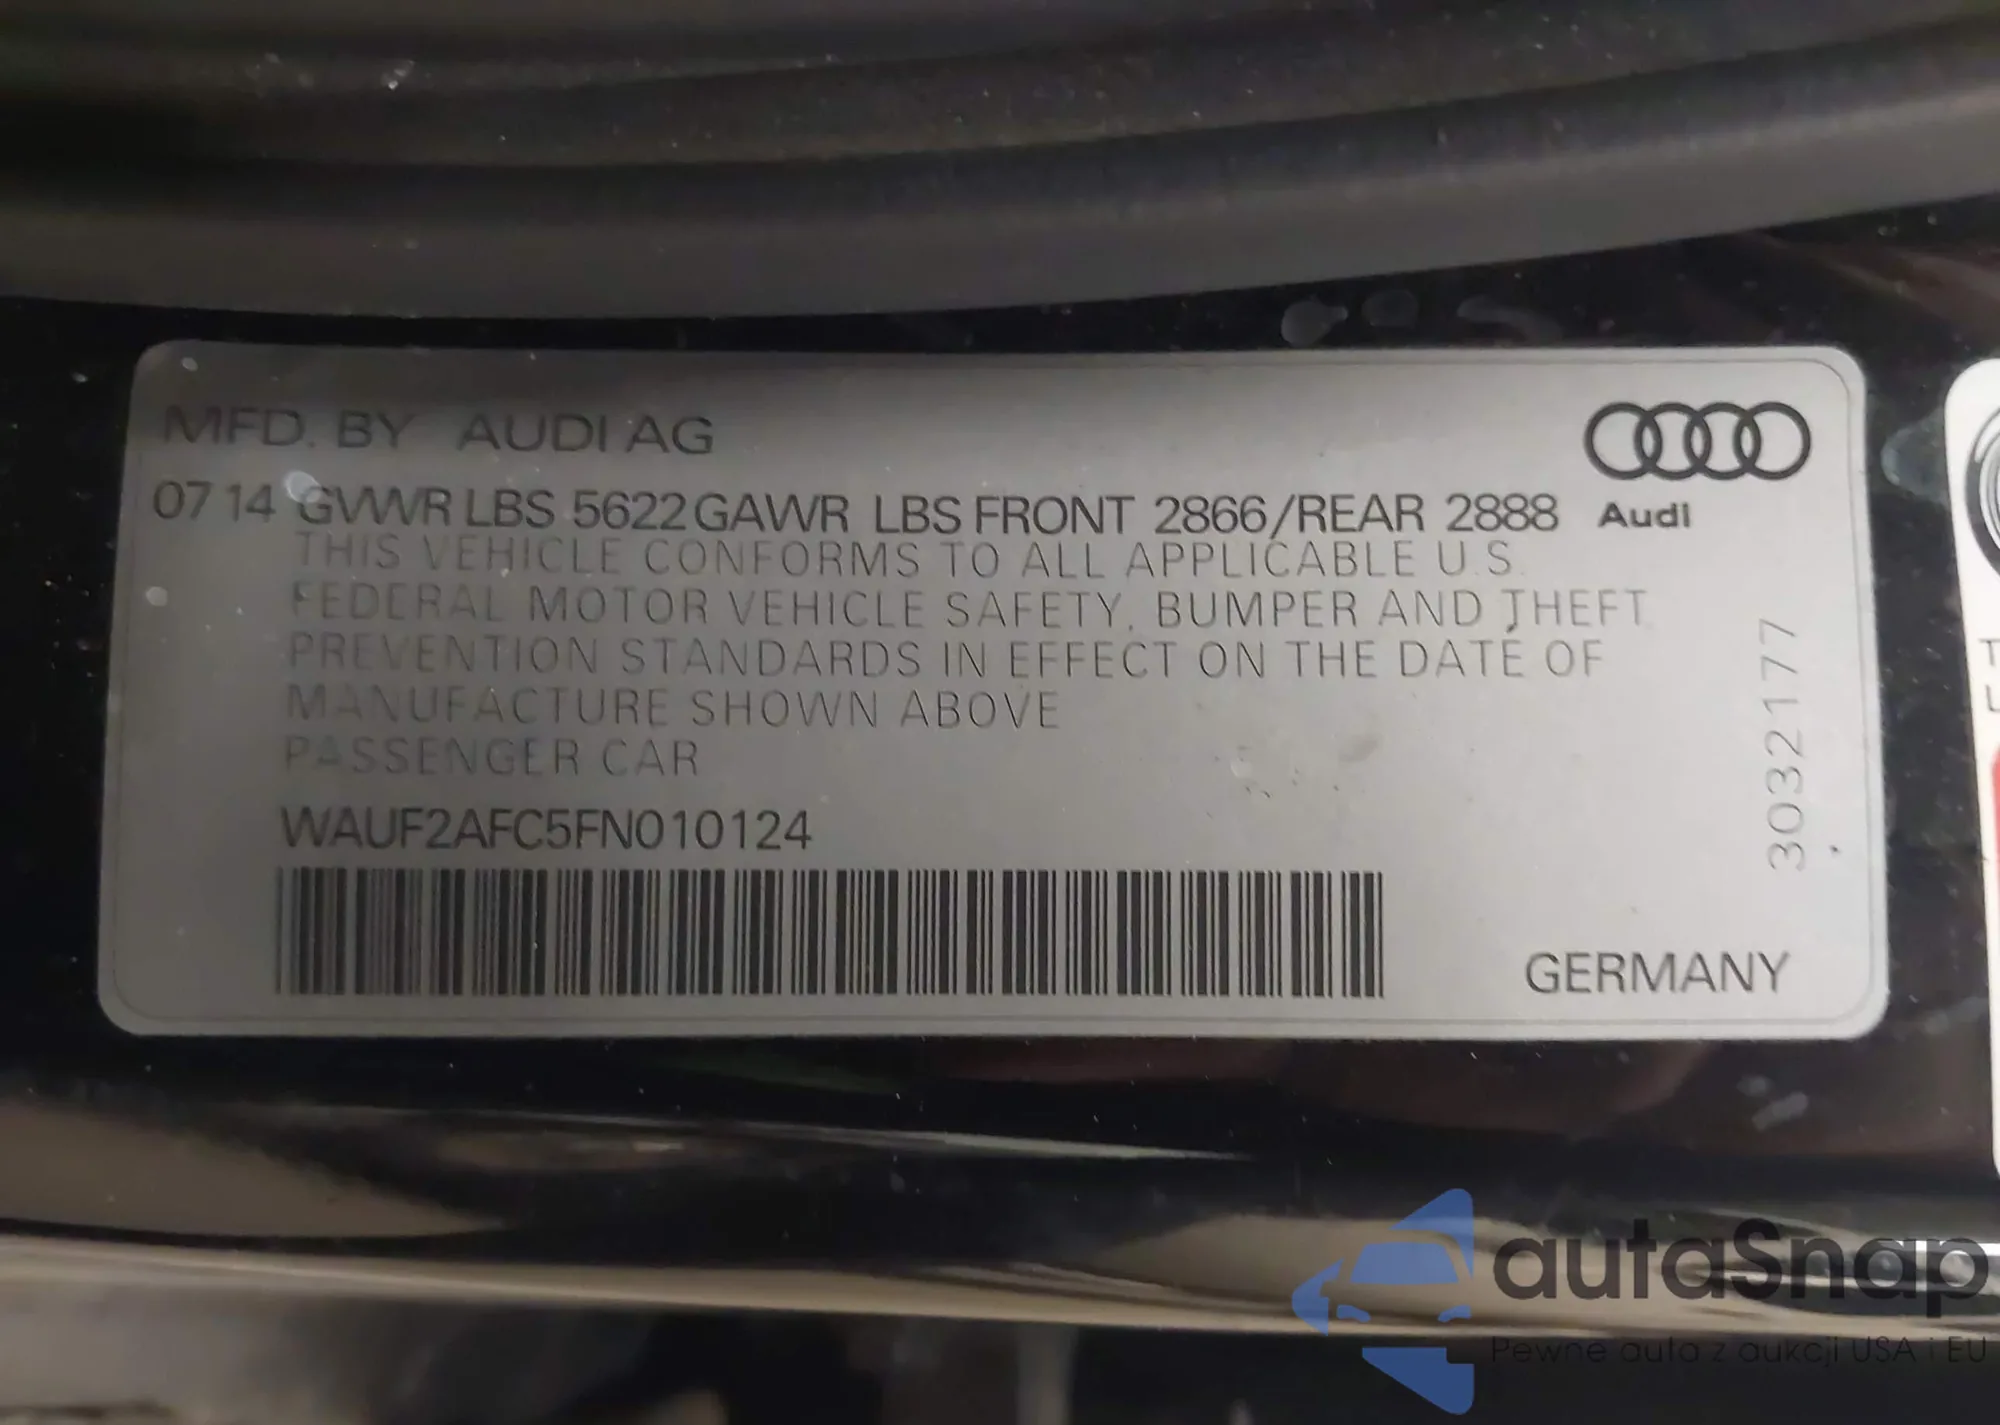 MFD. BY AUDI AG
07 14 GVWR LBS 5622 GAWR LBS FRONT 2866/REAR 2888
Audi
THIS VEHICLE CONFORMS TO ALL APPLICABLE U.S.
FEDERAL MOTOR VEHICLE SAFETY, BUMPER AND THEFT
PREVENTION STANDARDS IN EFFECT ON THE DATE OF
MANUFACTURE SHOWN ABOVE
PASSENGER CAR
WAUF2AFC5FN010124
3032177
GERMANY
autaSnap
Pewne auta z aukcji USA i EU